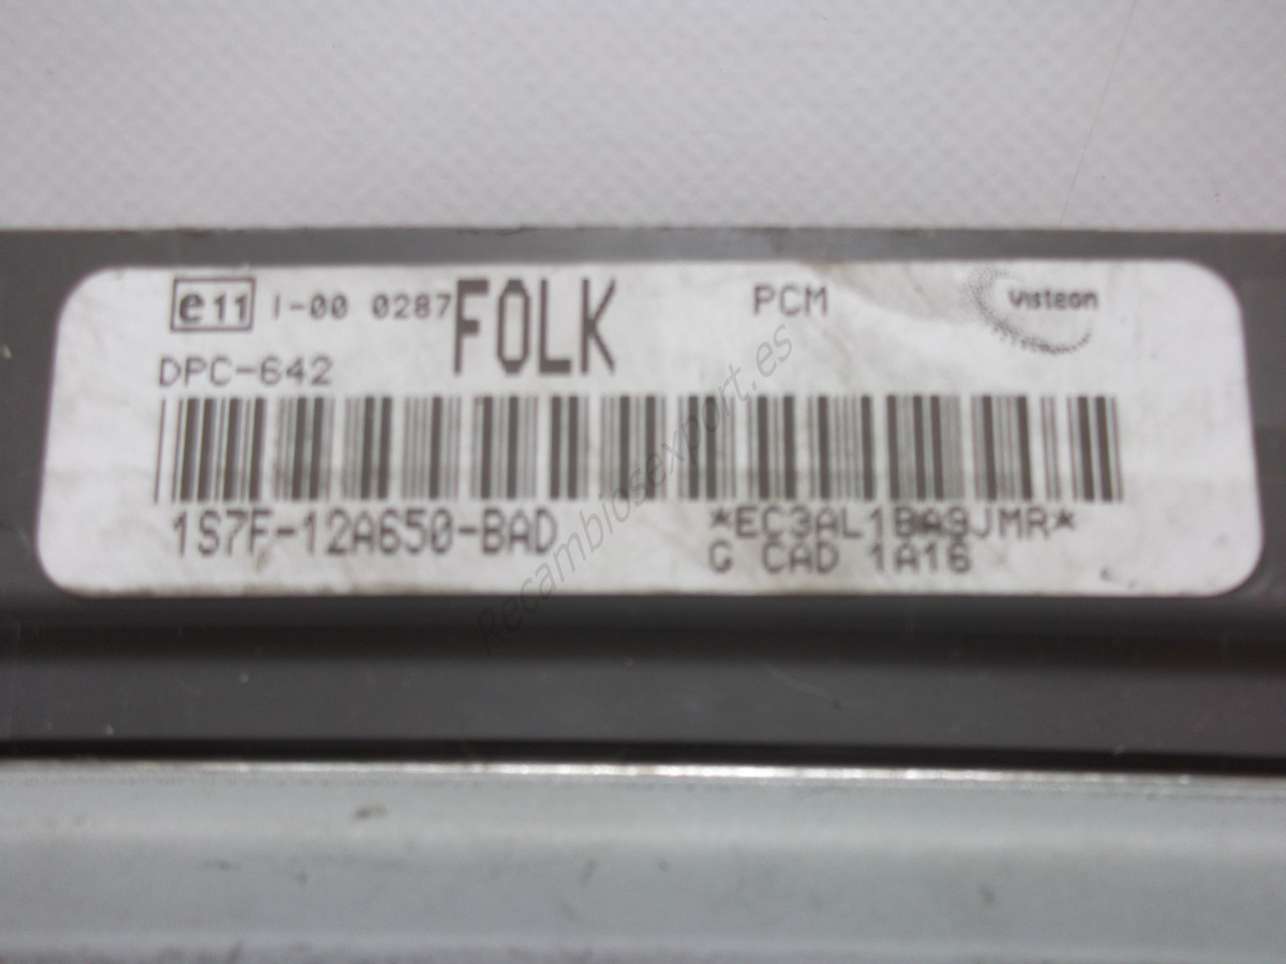 e11 I-00 0287 FOLK PCM Visteon
DPC-642
1S7F-12A650-BAD *EC3AL1BA9JMR*
G CAD 1A16
Recambiosexport.es